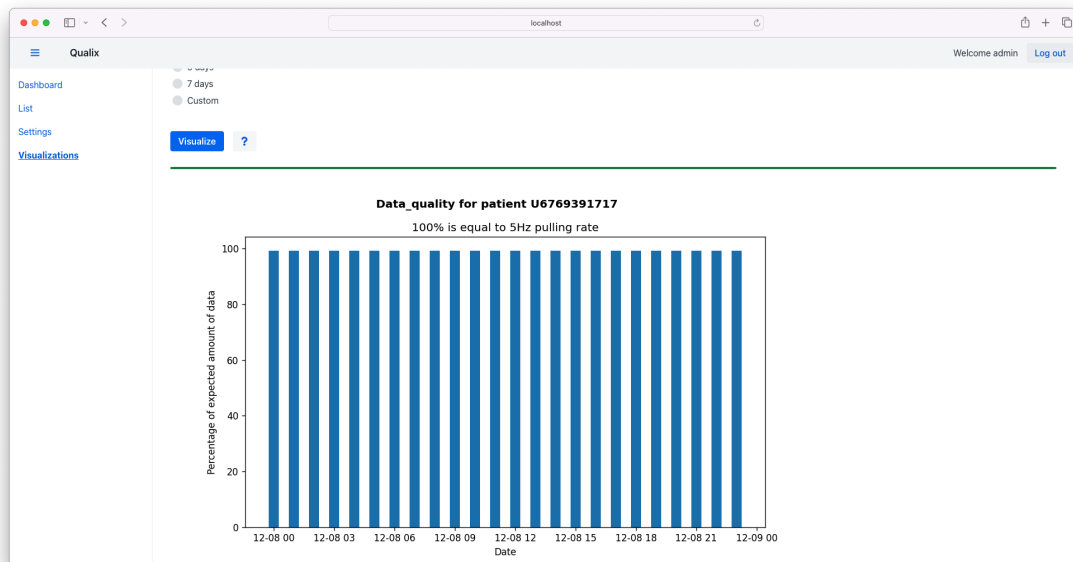 localhost
Qualix
Welcome admin
Log out
Dashboard
List
Settings
Visualizations
7 days
Custom
Visualize
?
Data_quality for patient U6769391717
100% is equal to 5Hz pulling rate
Percentage of expected amount of data
100
80
60
40
20
0
12-08 00 12-08 03 12-08 06 12-08 09 12-08 12 12-08 15 12-08 18 12-08 21 12-09 00
Date